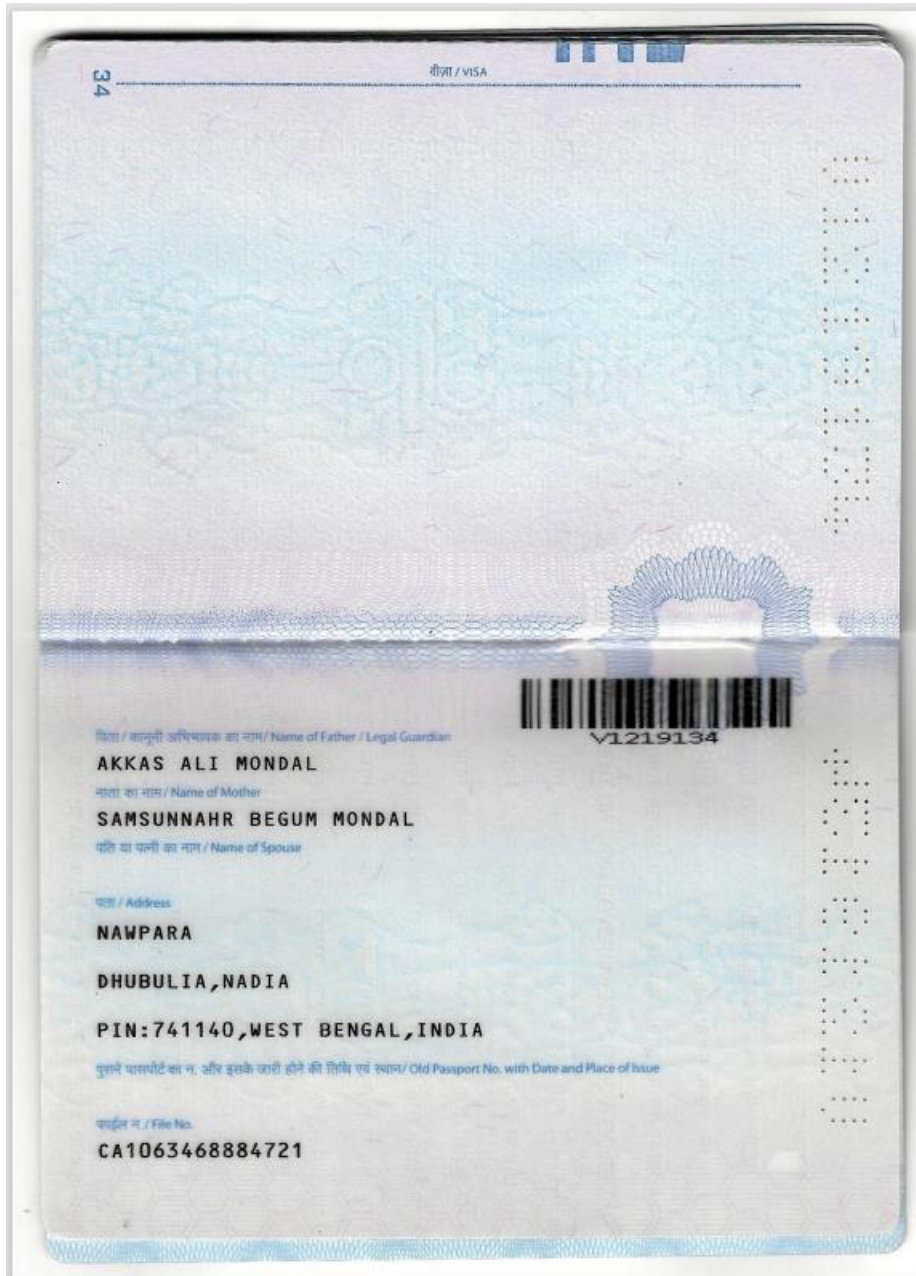 34
वीज़ा / VISA
V1219134
पिता / कानूनी अभिभावक का नाम / Name of Father / Legal Guardian
AKKAS ALI MONDAL
माता का नाम / Name of Mother
SAMSUNNAHR BEGUM MONDAL
पति या पत्नी का नाम / Name of Spouse
पता / Address
NAWPARA
DHUBULIA,NADIA
PIN:741140,WEST BENGAL,INDIA
पुराने पासपोर्ट का न. और इसके जारी होने की तिथि एवं स्थान / Old Passport No. with Date and Place of Issue
फाईल न. / File No.
CA1063468884721